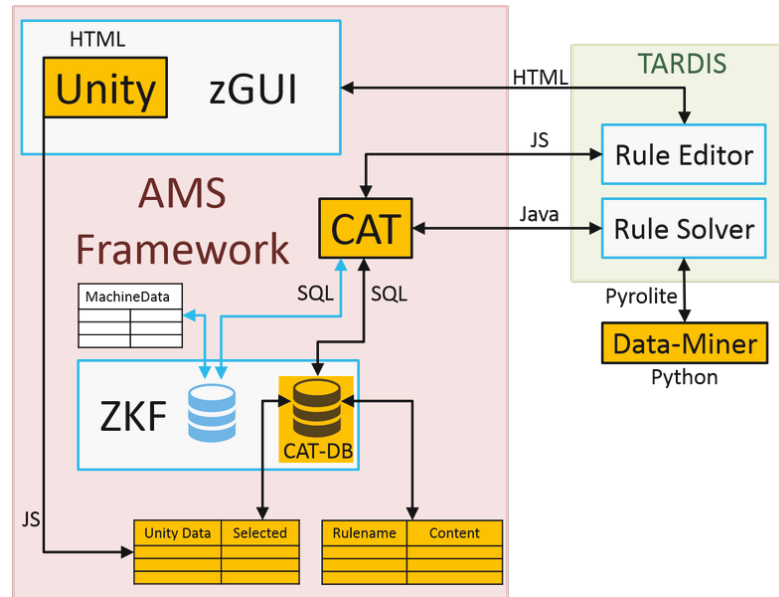 HTML
Unity
zGUI
HTML
TARDIS
JS
Rule Editor
AMS
Framework
CAT
Java
Rule Solver
MachineData
SQL
SQL
Pyrolite
Data-Miner
Python
ZKF
CAT-DB
JS
Unity Data
Selected
Rulename
Content